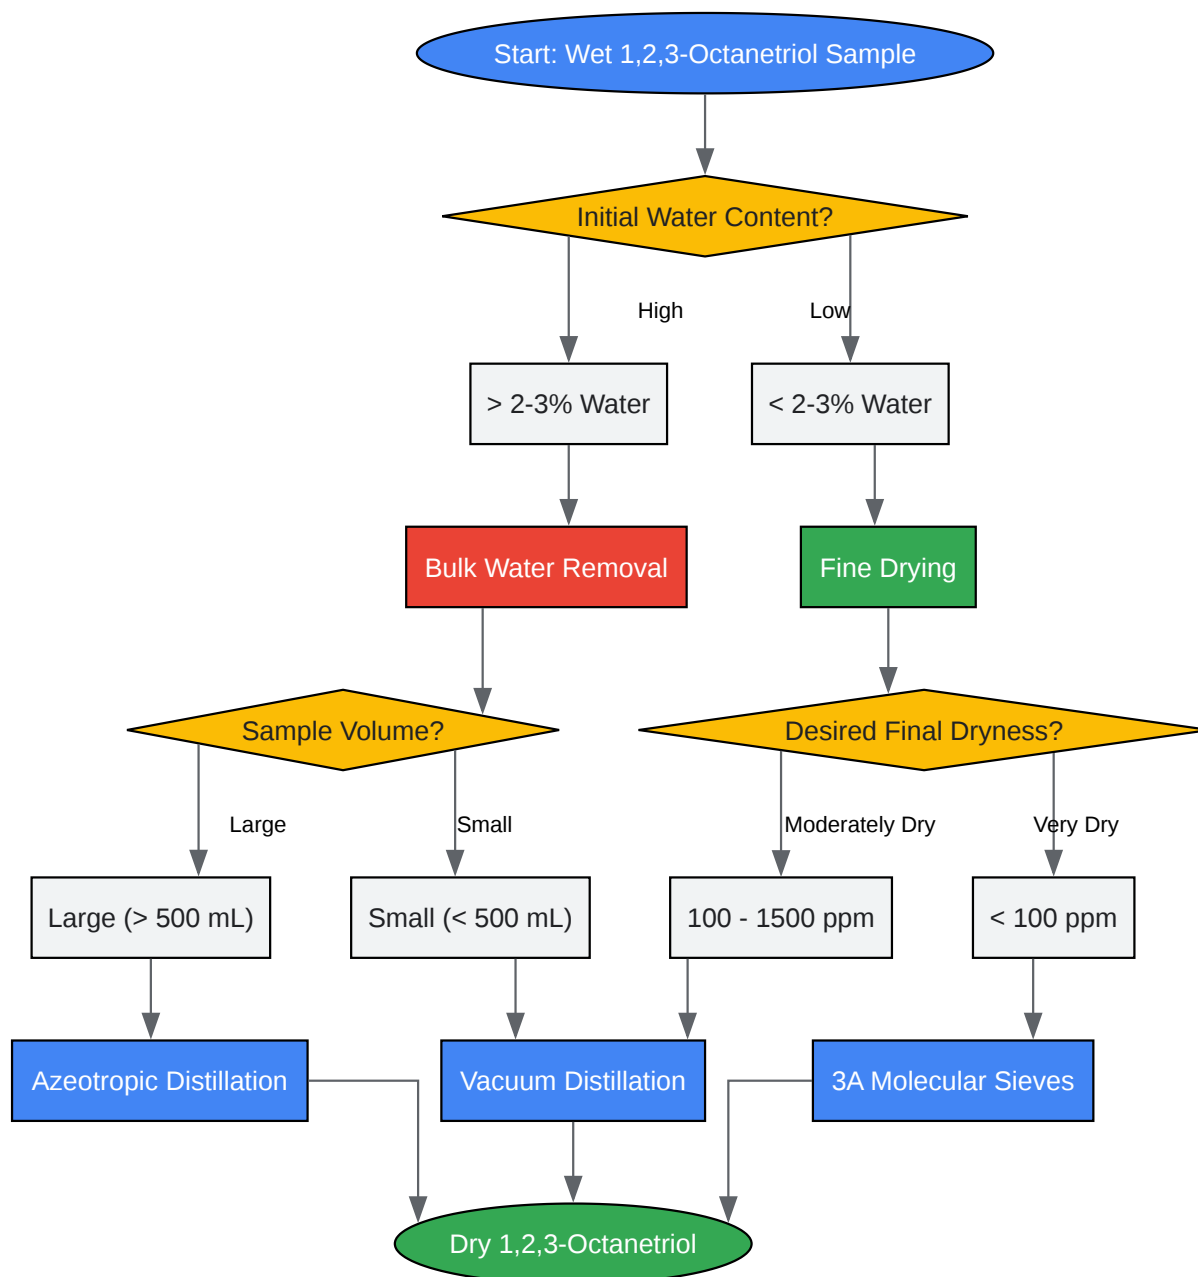 Start: Wet 1,2,3-Octanetriol Sample
Initial Water Content?
High
Low
> 2-3% Water
< 2-3% Water
Bulk Water Removal
Fine Drying
Sample Volume?
Desired Final Dryness?
Large
Small
Moderately Dry
Very Dry
Large (> 500 mL)
Small (< 500 mL)
100 - 1500 ppm
< 100 ppm
Azeotropic Distillation
Vacuum Distillation
3A Molecular Sieves
Dry 1,2,3-Octanetriol